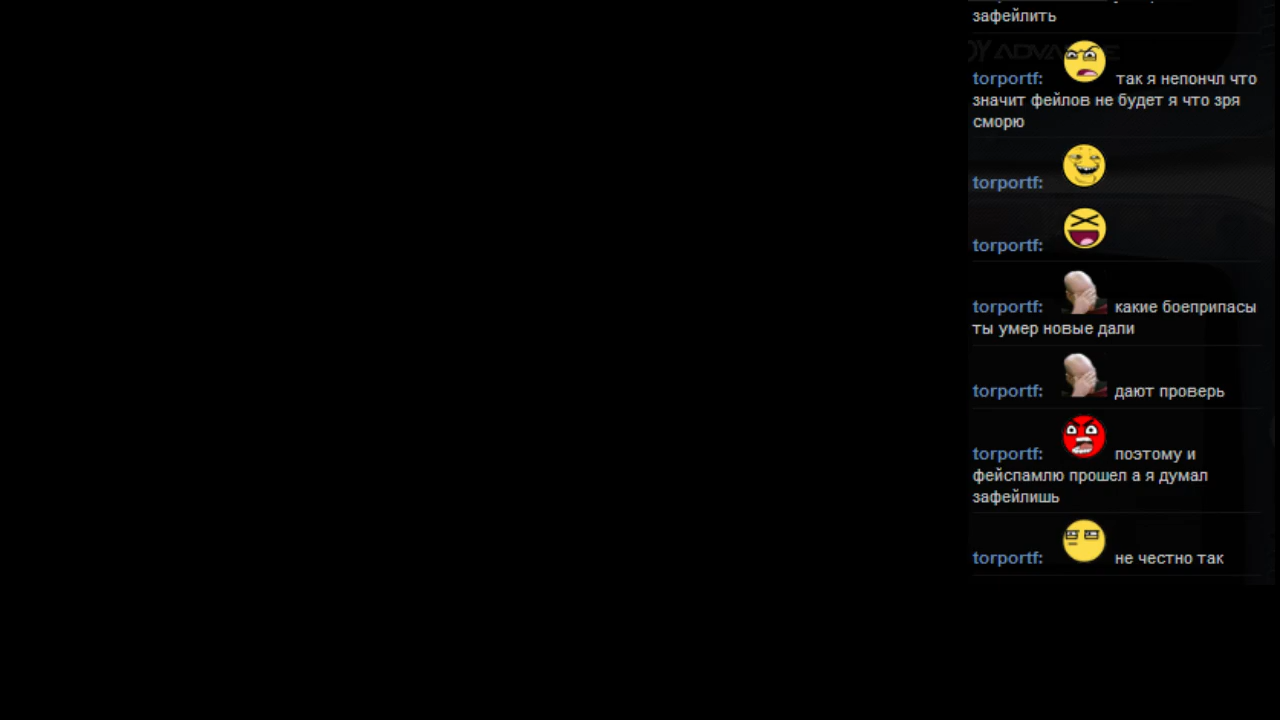 зафейлить
ADVANCE
torportf: так я непончл что
значит фейлов не будет я что зря
сморю
torportf:
torportf:
torportf: какие боеприпасы
ты умер новые дали
torportf: дают проверь
torportf: поэтому и
фейспамлю прошел а я думал
зафейлишь
torportf: не честно так